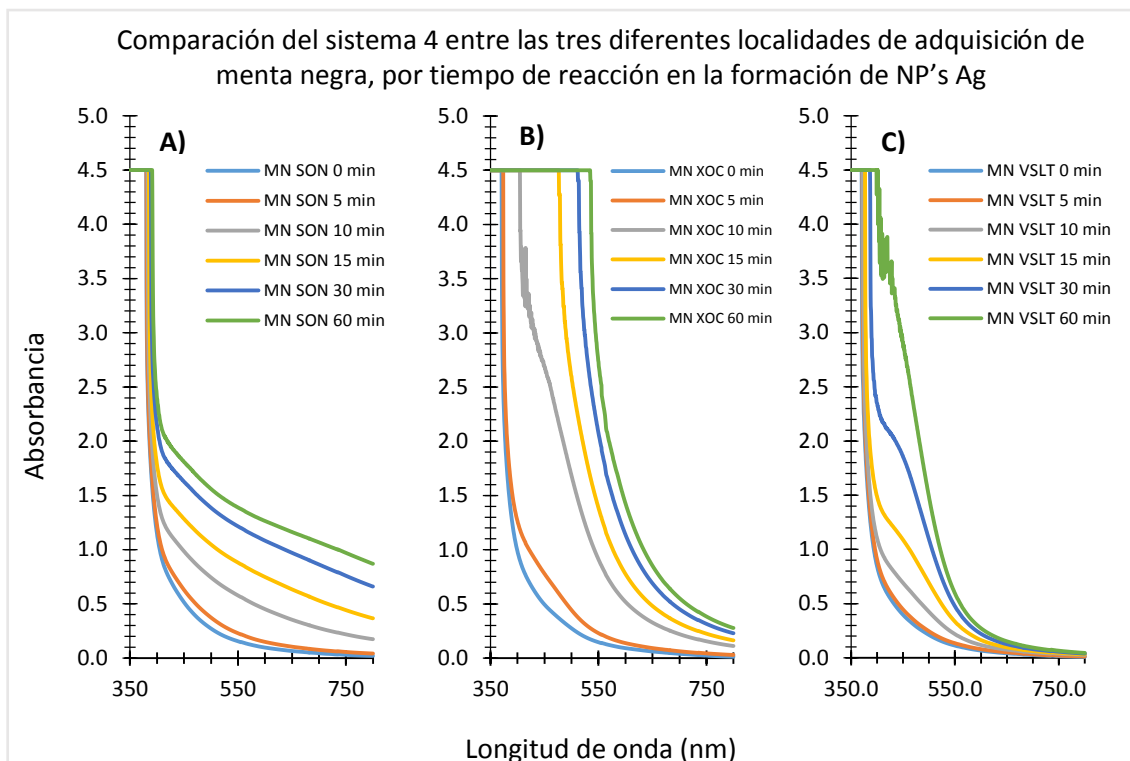 Comparación del sistema 4 entre las tres diferentes localidades de adquisición de
menta negra, por tiempo de reacción en la formación de NP's Ag
Absorbancia
A)
5.0
4.5
4.0
3.5
3.0
2.5
2.0
1.5
1.0
0.5
0.0
350
550
750
MN SON 0 min
MN SON 5 min
MN SON 10 min
MN SON 15 min
MN SON 30 min
MN SON 60 min
B)
5.0
4.5
4.0
3.5
3.0
2.5
2.0
1.5
1.0
0.5
0.0
350
550
750
MN XOC 0 min
MN XOC 5 min
MN XOC 10 min
MN XOC 15 min
MN XOC 30 min
MN XOC 60 min
C)
5.0
4.5
4.0
3.5
3.0
2.5
2.0
1.5
1.0
0.5
0.0
350.0
550.0
750.0
MN VSLT 0 min
MN VSLT 5 min
MN VSLT 10 min
MN VSLT 15 min
MN VSLT 30 min
MN VSLT 60 min
Longitud de onda (nm)